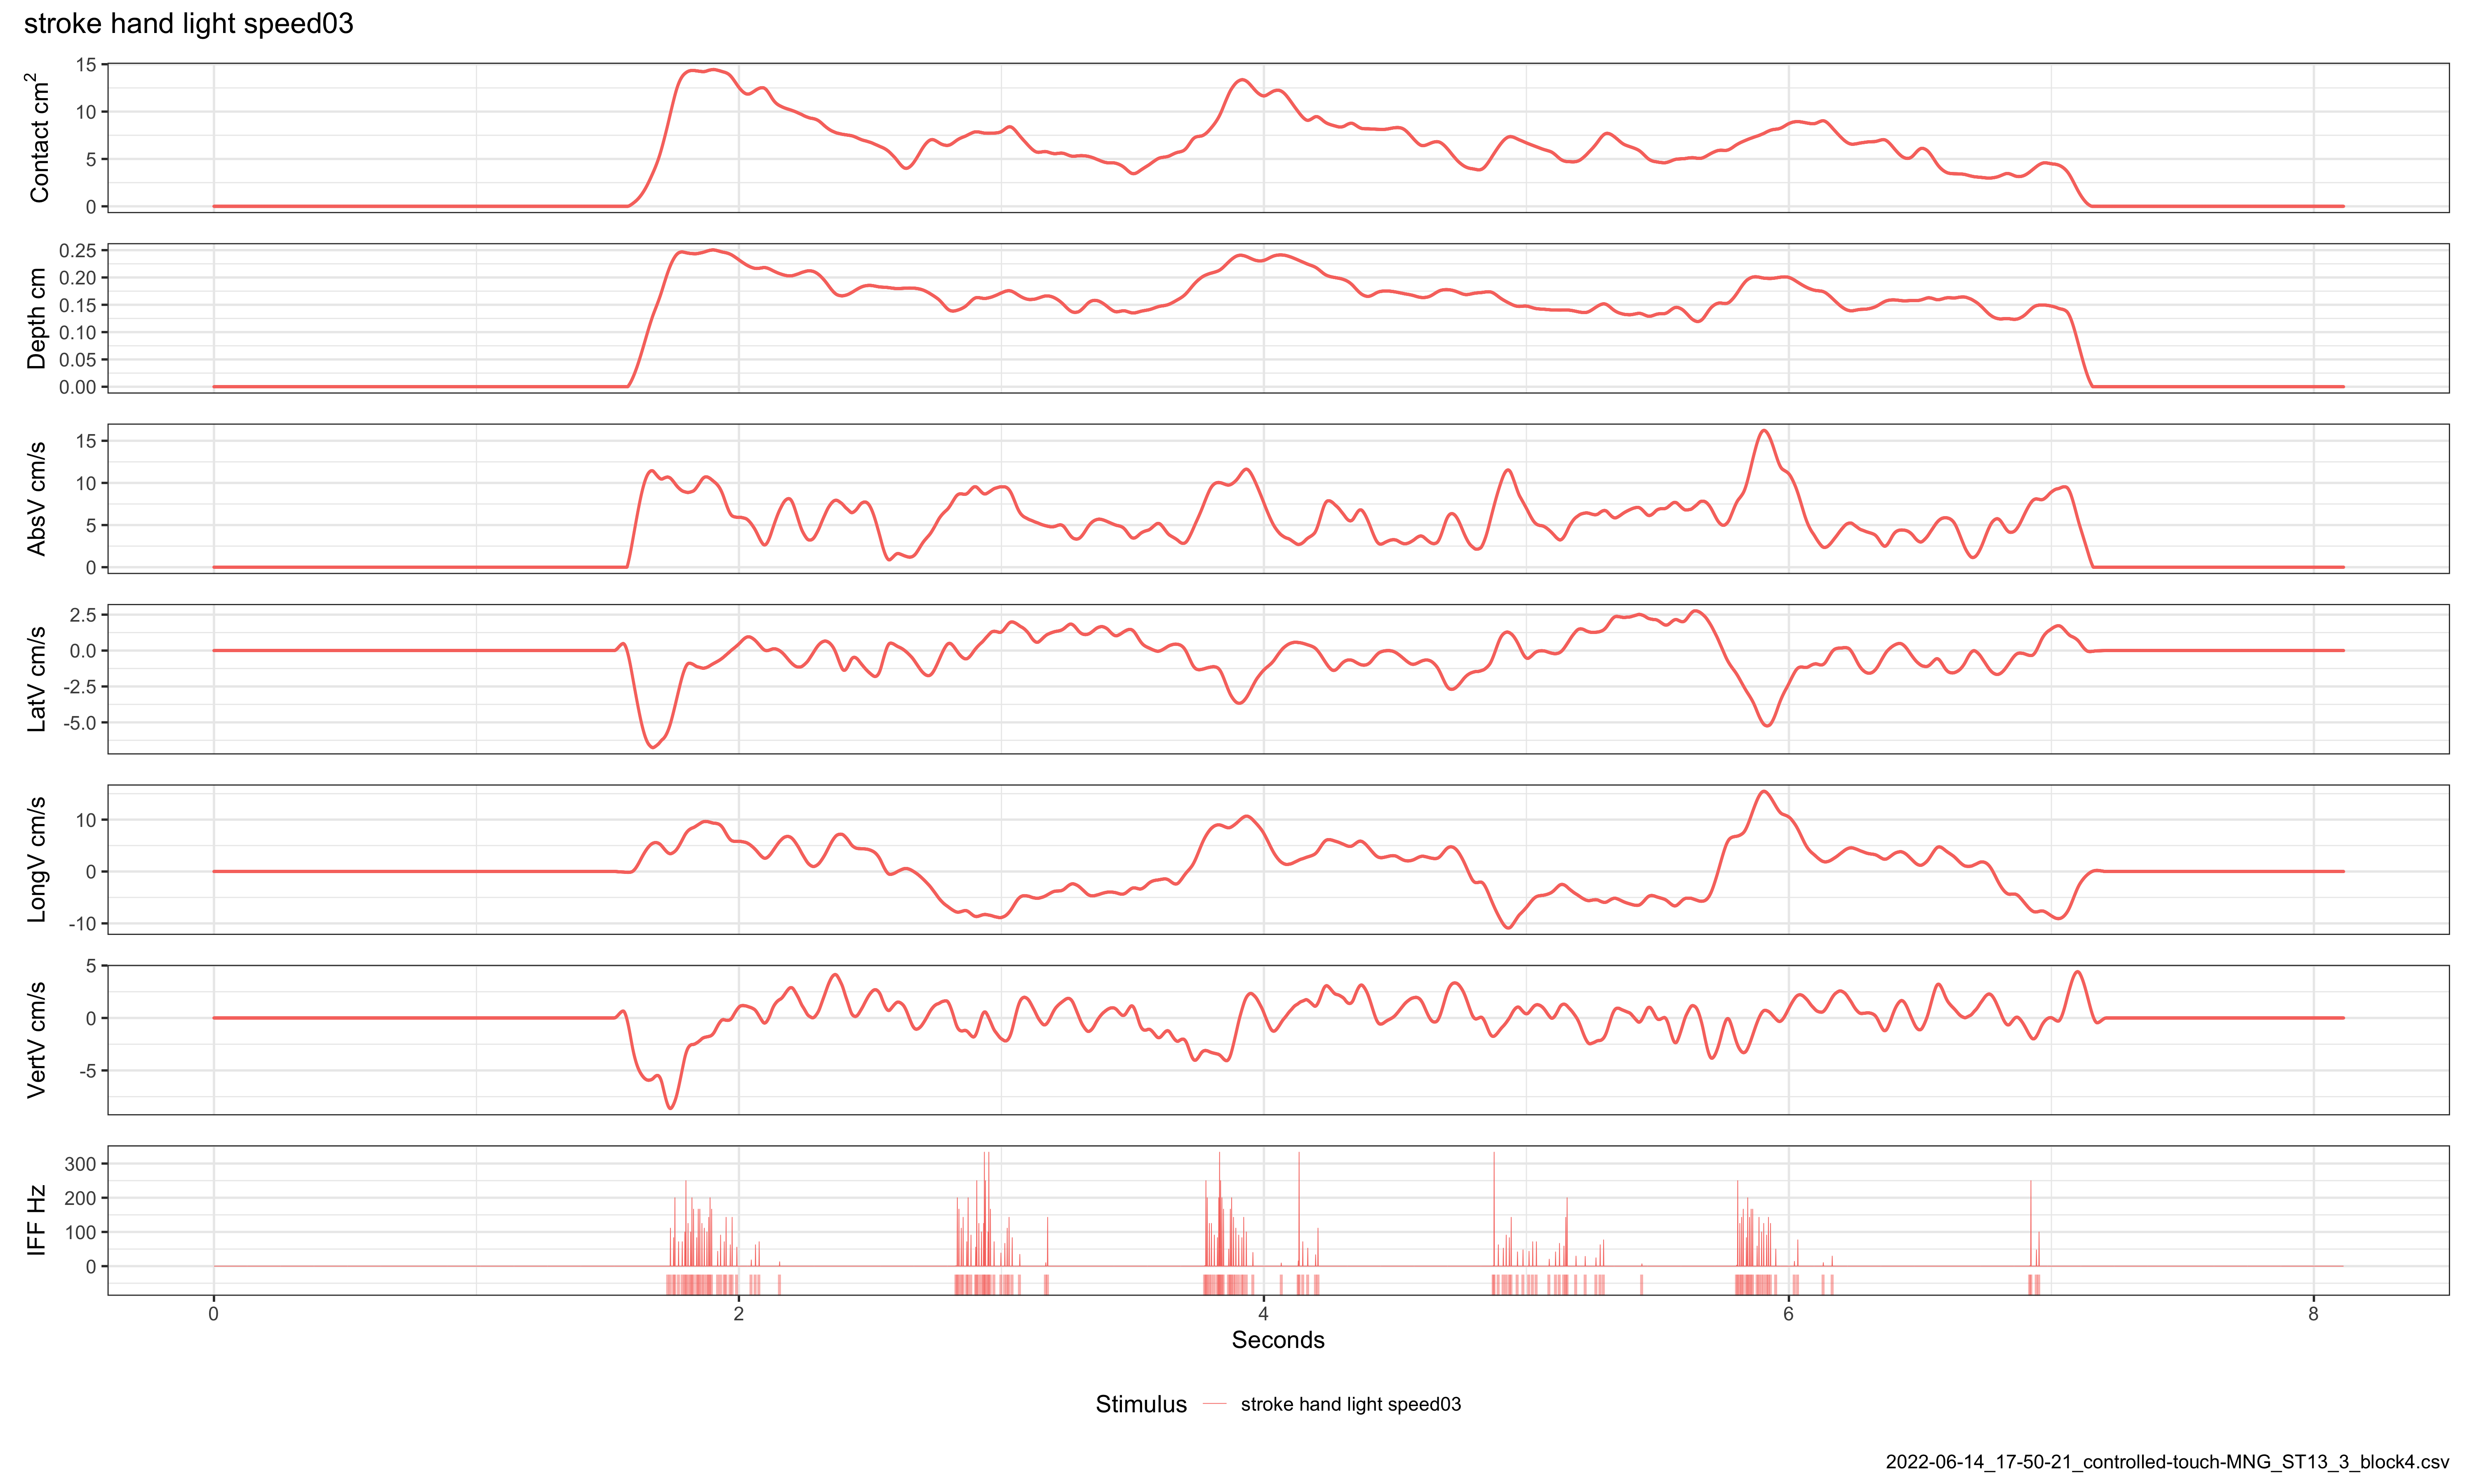 stroke hand light speed03
Contact cm²
15
10
5
0
Depth cm
0.25
0.20
0.15
0.10
0.05
0.00
AbsV cm/s
15
10
5
0
LatV cm/s
2.5
0.0
-2.5
-5.0
LongV cm/s
10
0
-10
VertV cm/s
5
0
-5
IFF Hz
300
200
100
0
0 2 4 6 8
Seconds
Stimulus stroke hand light speed03
2022-06-14_17-50-21_controlled-touch-MNG_ST13_3_block4.csv